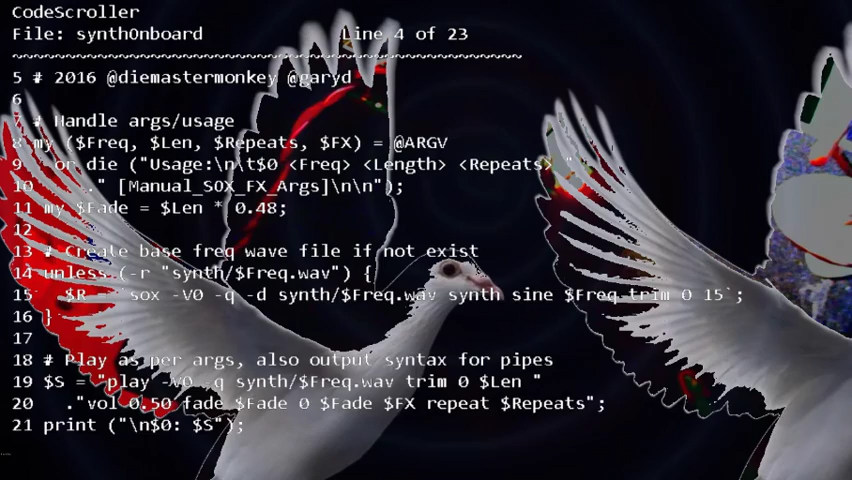 CodeScroller
File: synthOnboard Line 4 of 23
~~~~~~~~~~~~~~~~~~~~~~~~~~~~~~~~~~~~~~~~~~~~~~~~
5 # 2016 @diemastermonkey @garyd
6
7 # Handle args/usage
8 my ($Freq, $Len, $Repeats, $FX) = @ARGV
9 or die ("Usage:\n\t$0 <Freq> <Length> <Repeats> "
10 ." [Manual_SOX_FX_Args]\n\n");
11 my $Fade = $Len * 0.48;
12
13 # Create base freq wave file if not exist
14 unless (-r "synth/$Freq.wav") {
15 $R = `sox -V0 -q -d synth/$Freq.wav synth sine $Freq trim 0 15`;
16 }
17
18 # Play as per args, also output syntax for pipes
19 $S = "play -V0 -q synth/$Freq.wav trim 0 $Len "
20 ."vol 0.50 fade $Fade 0 $Fade $FX repeat $Repeats";
21 print ("\n$0: $S");